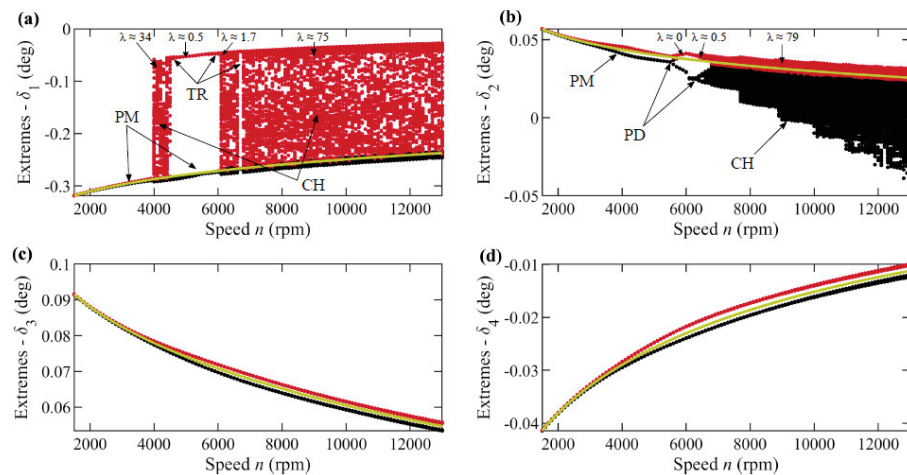 (a)
λ ≈ 34 λ ≈ 0.5 λ ≈ 1.7 λ ≈ 75
TR
PM
CH
0
-0.1
-0.2
-0.3
Extremes - δ1 (deg)
2000 4000 6000 8000 10000 12000
Speed n (rpm)
(b)
λ ≈ 0 λ ≈ 0.5 λ ≈ 79
PM
PD
CH
0.05
0
-0.05
Extremes - δ2 (deg)
2000 4000 6000 8000 10000 12000
Speed n (rpm)
(c)
0.1
0.09
0.08
0.07
0.06
Extremes - δ3 (deg)
2000 4000 6000 8000 10000 12000
Speed n (rpm)
(d)
-0.01
-0.02
-0.03
-0.04
Extremes - δ4 (deg)
2000 4000 6000 8000 10000 12000
Speed n (rpm)